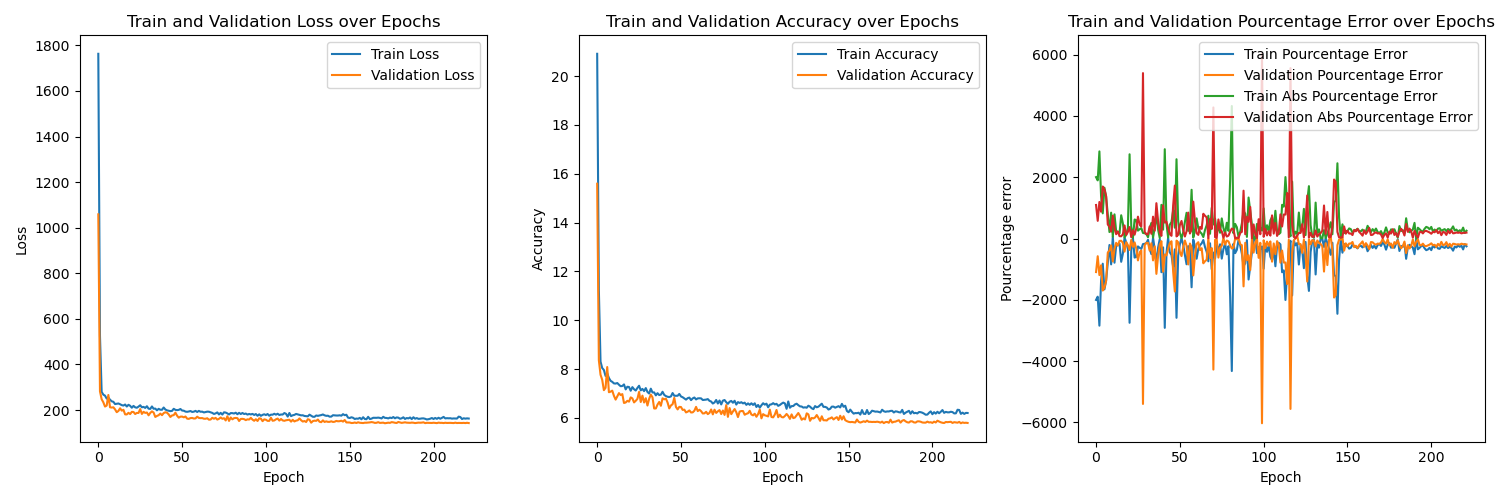 Train and Validation Loss over Epochs
Loss
1800
1600
1400
1200
1000
800
600
400
200
0
50
100
150
200
Epoch
Train Loss
Validation Loss
Train and Validation Accuracy over Epochs
Accuracy
20
18
16
14
12
10
8
6
0
50
100
150
200
Epoch
Train Accuracy
Validation Accuracy
Train and Validation Pourcentage Error over Epochs
Pourcentage error
6000
4000
2000
0
−2000
−4000
−6000
0
50
100
150
200
Epoch
Train Pourcentage Error
Validation Pourcentage Error
Train Abs Pourcentage Error
Validation Abs Pourcentage Error